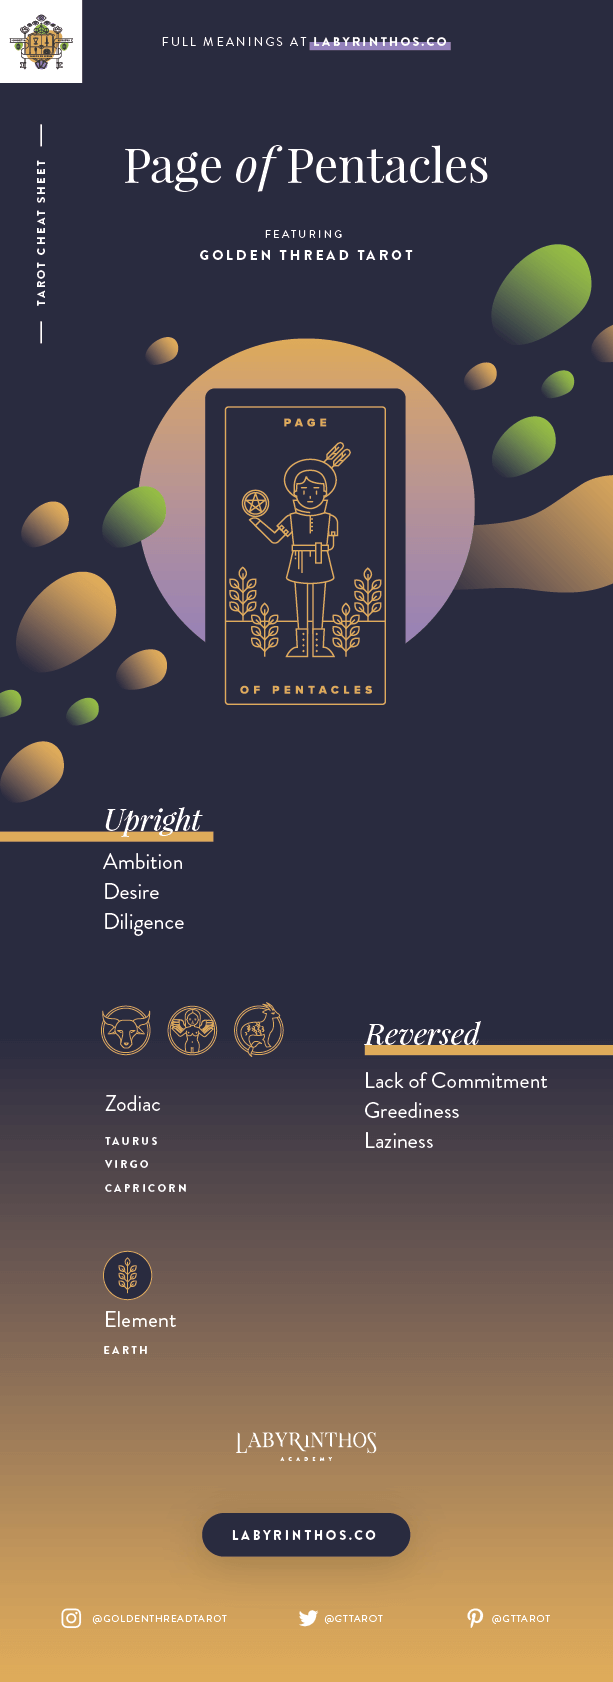 FULL MEANINGS AT LABYRINTHOS.CO
TAROT CHEAT SHEET
Page of Pentacles
FEATURING
GOLDEN THREAD TAROT
PAGE
OF PENTACLES
Upright
Ambition
Desire
Diligence
Reversed
Lack of Commitment
Greediness
Laziness
Zodiac
TAURUS
VIRGO
CAPRICORN
Element
EARTH
LABYRINTHOS
ACADEMY
LABYRINTHOS.CO
@GOLDENTHREADTAROT
@GTTAROT
@GTTAROT